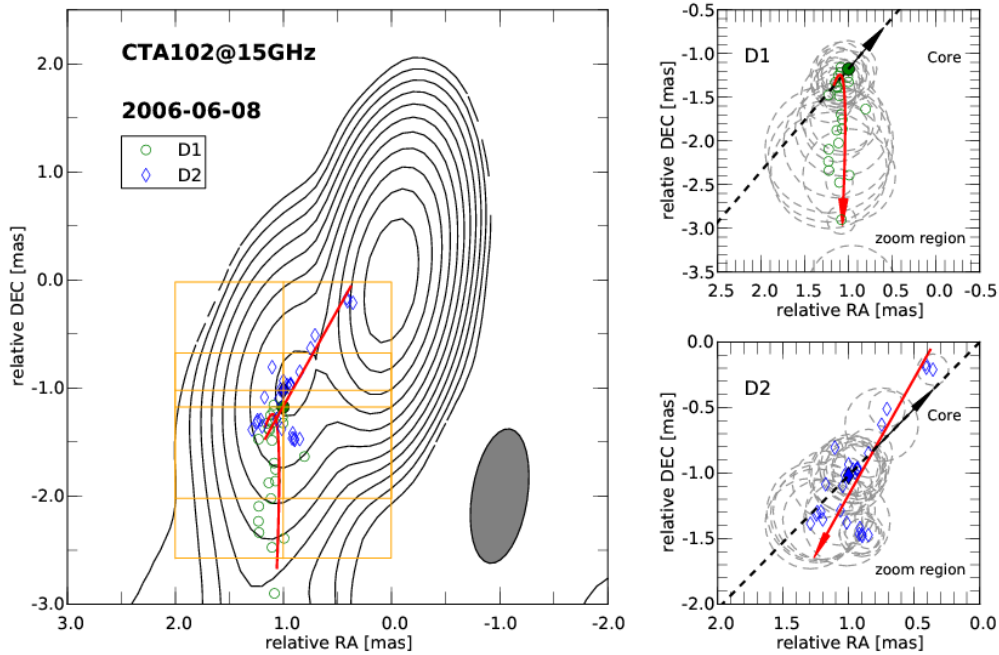 CTA102@15GHz
2006-06-08
D1
D2
2.0
1.0
0.0
-1.0
-2.0
-3.0
relative DEC [mas]
3.0 2.0 1.0 0.0 -1.0 -2.0
relative RA [mas]
D1
Core
zoom region
-0.5
-1.0
-1.5
-2.0
-2.5
-3.0
-3.5
relative DEC [mas]
2.5 2.0 1.5 1.0 0.5 0.0 -0.5
relative RA [mas]
D2
Core
zoom region
0.0
-0.5
-1.0
-1.5
-2.0
relative DEC [mas]
2.0 1.5 1.0 0.5 0.0
relative RA [mas]